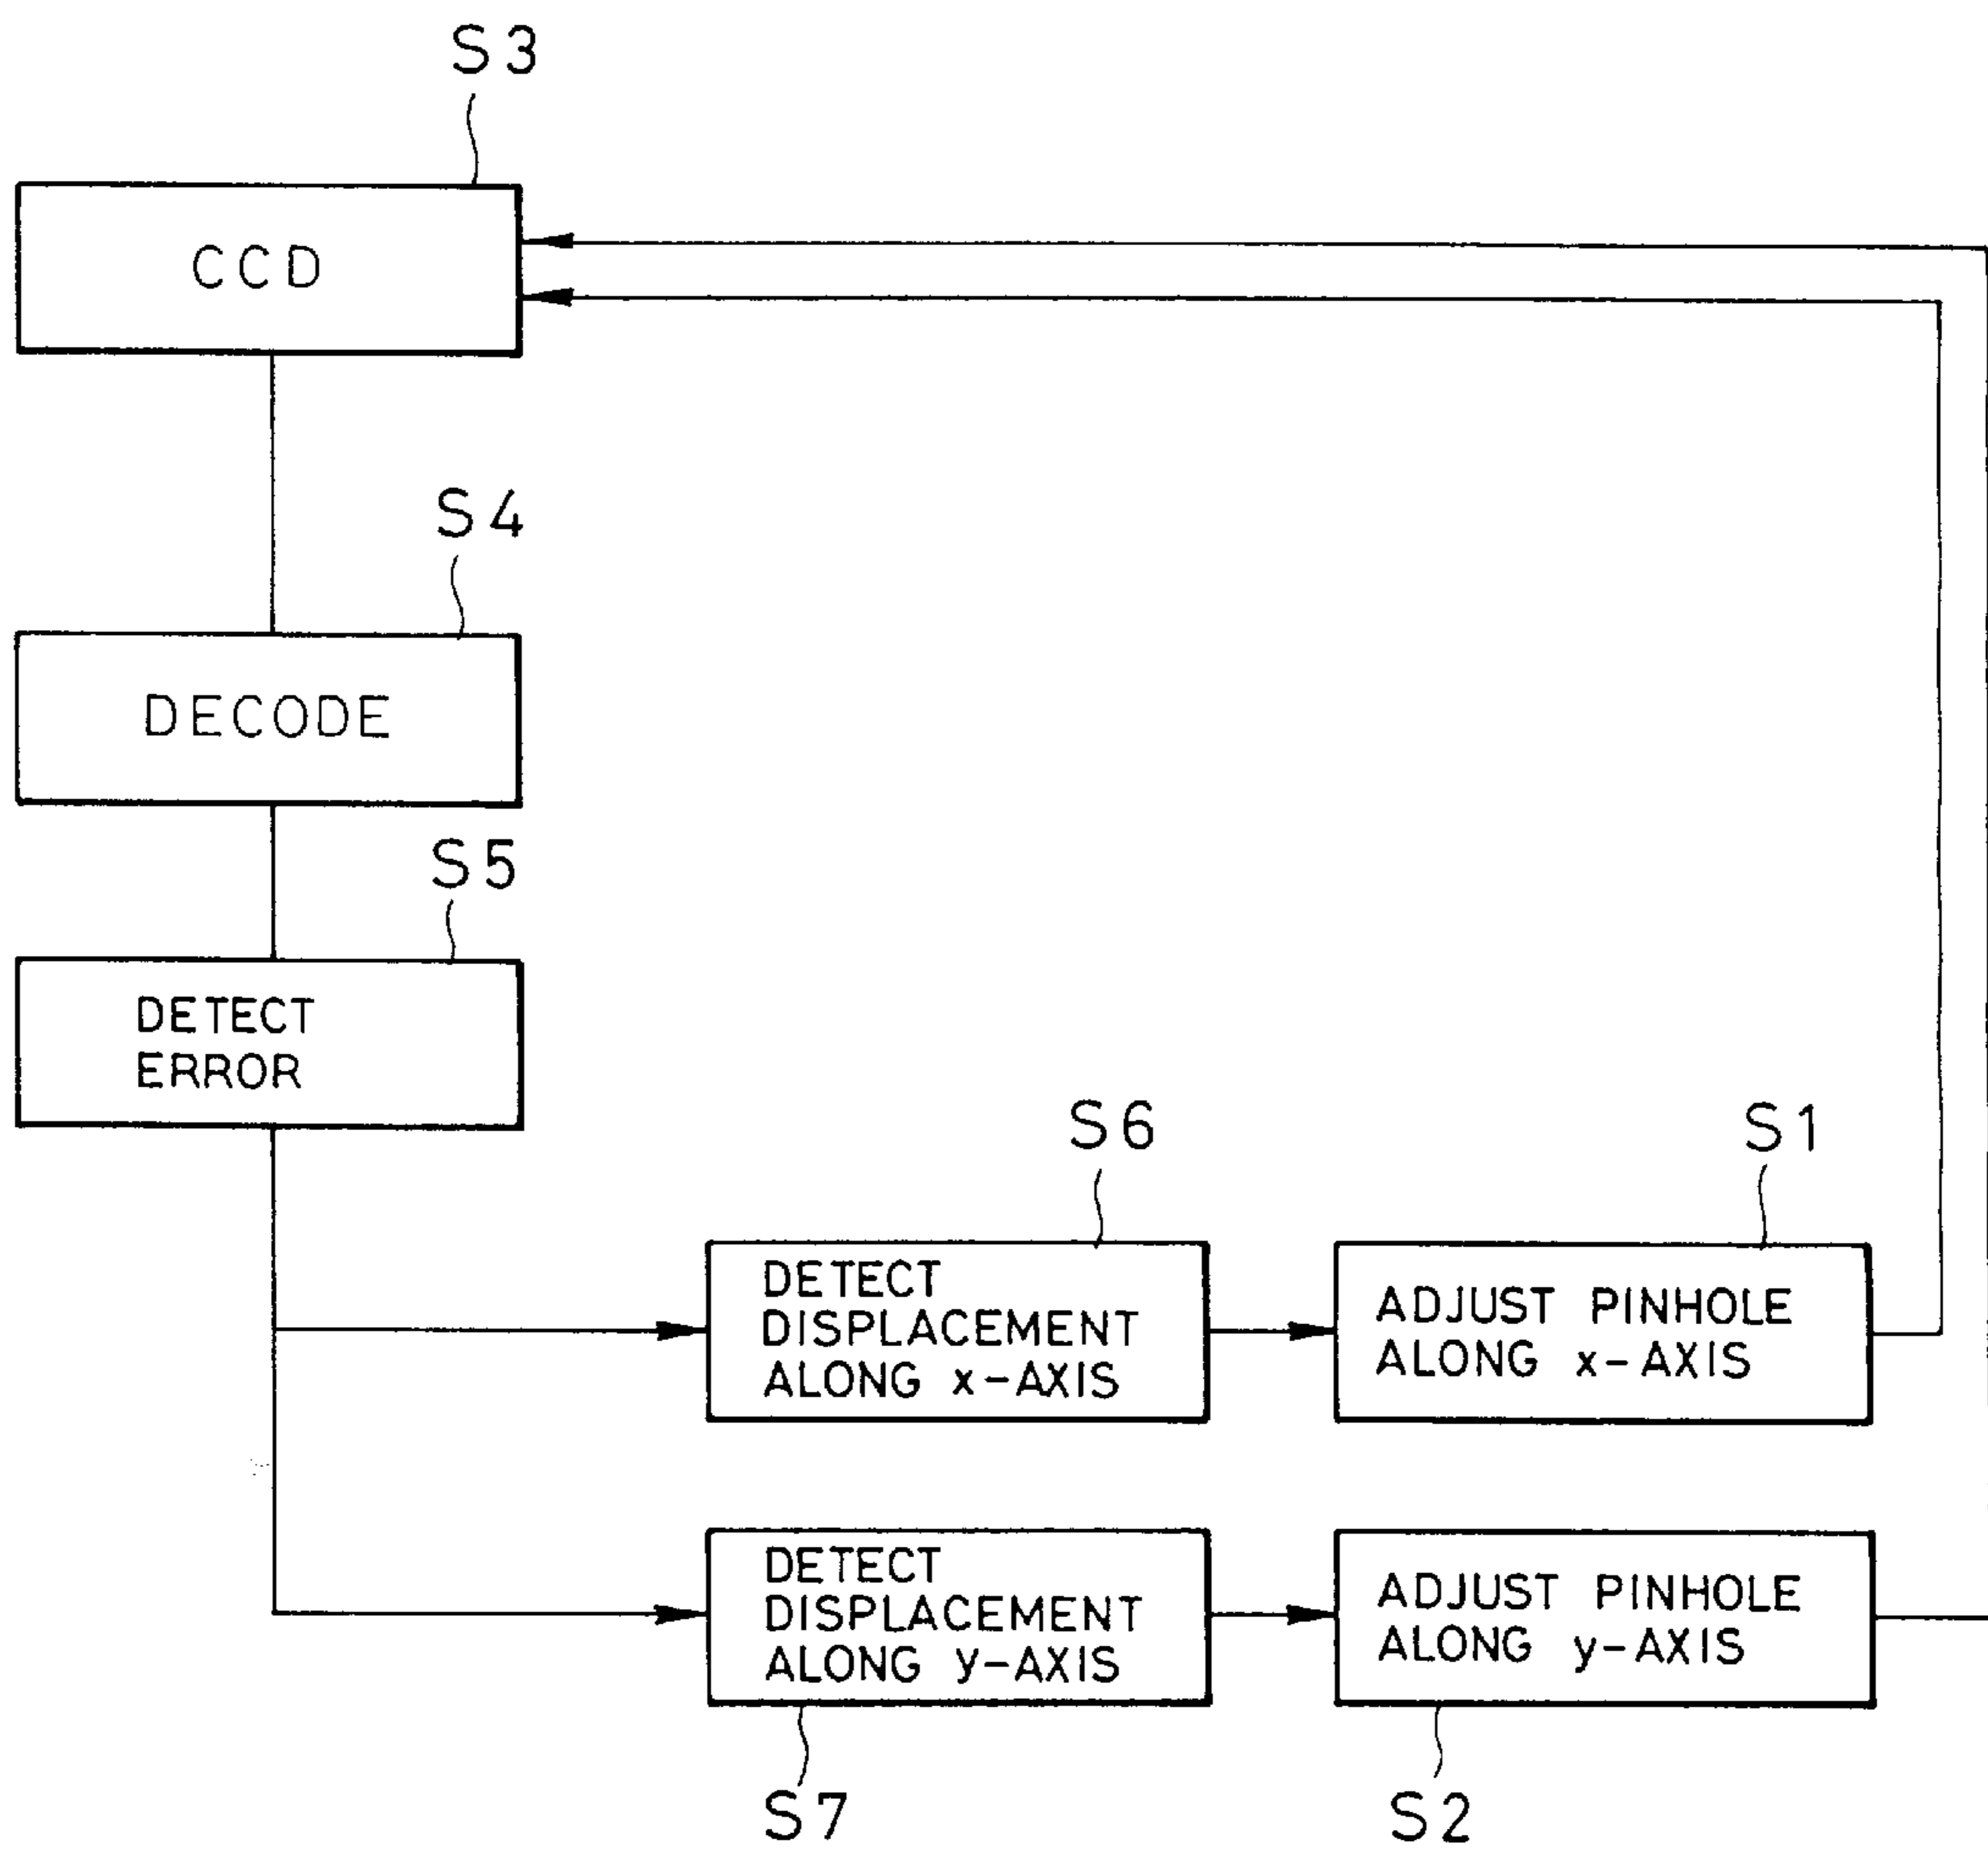 S3
CCD
S4
DECODE
S5
DETECT
ERROR
S6
DETECT
DISPLACEMENT
ALONG x-AXIS
S1
ADJUST PINHOLE
ALONG x-AXIS
DETECT
DISPLACEMENT
ALONG y-AXIS
S7
ADJUST PINHOLE
ALONG y-AXIS
S2